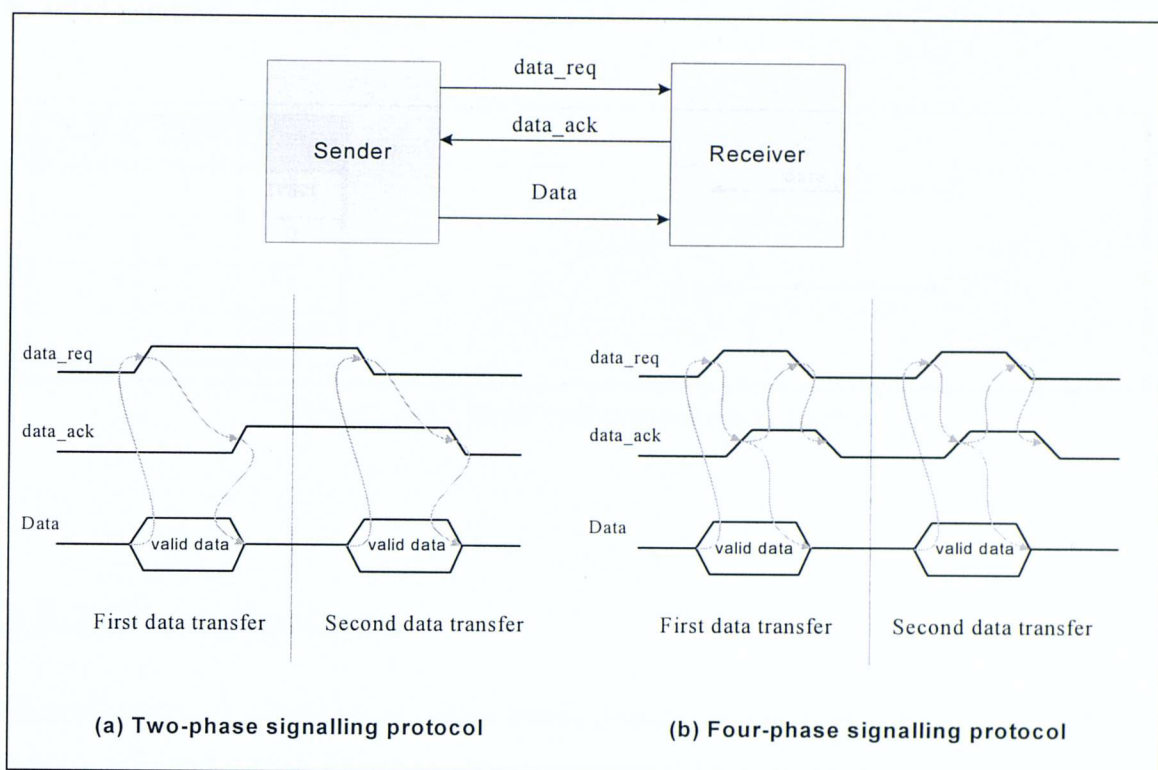 data_req
data_ack
Sender
Receiver
Data
data_req
data_ack
Data
valid data
valid data
First data transfer
Second data transfer
(a) Two-phase signalling protocol
data_req
data_ack
Data
valid data
valid data
First data transfer
Second data transfer
(b) Four-phase signalling protocol